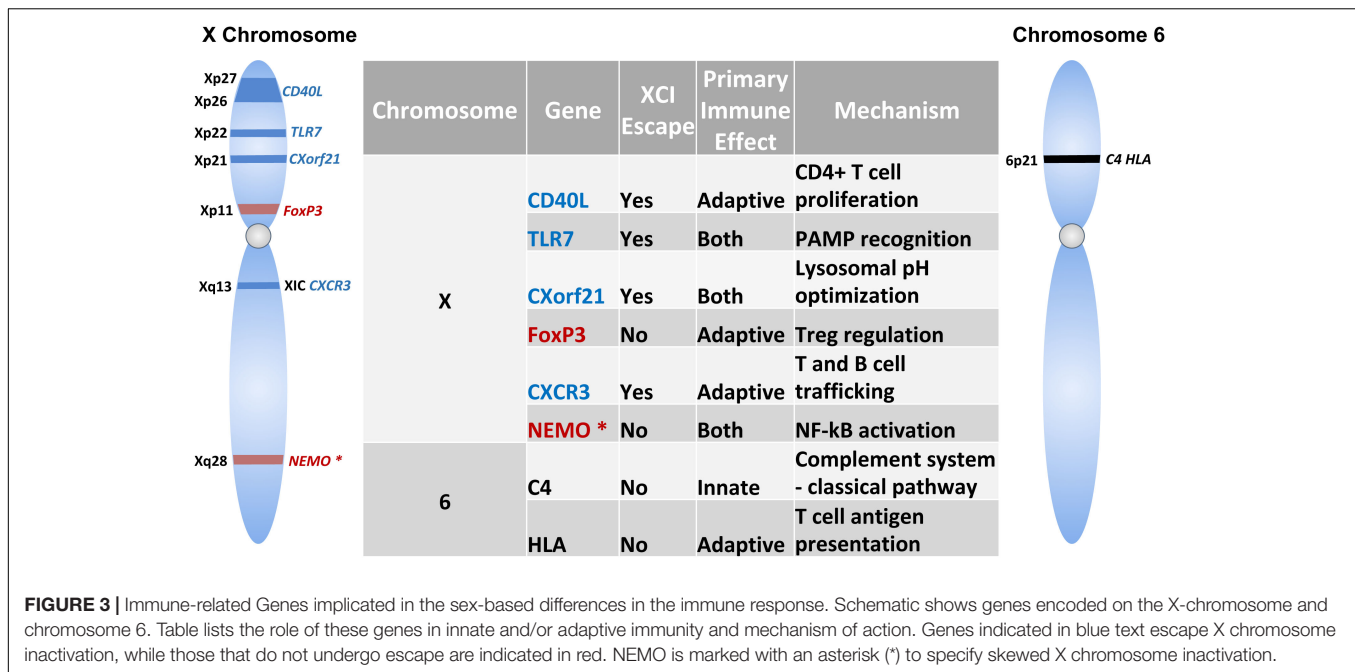 X Chromosome
Xp27
Xp26
CD40L
Xp22
TLR7
Xp21
CXorf21
Xp11
FoxP3
Xq13
XIC CXCR3
Xq28
NEMO *
Chromosome
Gene
XCI
Escape
Primary
Immune
Effect
Mechanism
X
CD40L
Yes
Adaptive
CD4+ T cell
proliferation
TLR7
Yes
Both
PAMP recognition
CXorf21
Yes
Both
Lysosomal pH
optimization
FoxP3
No
Adaptive
Treg regulation
CXCR3
Yes
Adaptive
T and B cell
trafficking
NEMO *
No
Both
NF-kB activation
6
C4
No
Innate
Complement system
- classical pathway
HLA
No
Adaptive
T cell antigen
presentation
Chromosome 6
6p21
C4 HLA
FIGURE 3 | Immune-related Genes implicated in the sex-based differences in the immune response. Schematic shows genes encoded on the X-chromosome and
chromosome 6. Table lists the role of these genes in innate and/or adaptive immunity and mechanism of action. Genes indicated in blue text escape X chromosome
inactivation, while those that do not undergo escape are indicated in red. NEMO is marked with an asterisk (*) to specify skewed X chromosome inactivation.